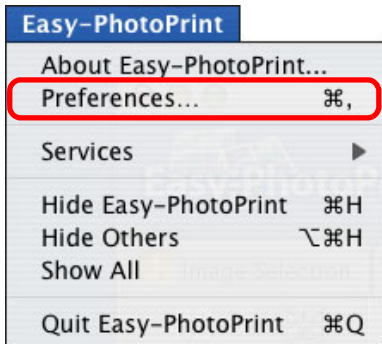 Easy-PhotoPrint
About Easy-PhotoPrint...
Preferences... ⌘,
Services ▶
Hide Easy-PhotoPrint ⌘H
Hide Others ⌥⌘H
Show All
Quit Easy-PhotoPrint ⌘Q